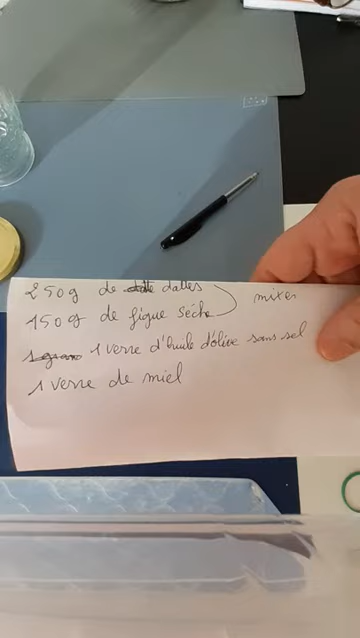 250g de dattes
150g de figue sèche mixer
1 verre d'huile d'olive sans sel
1 verre de miel